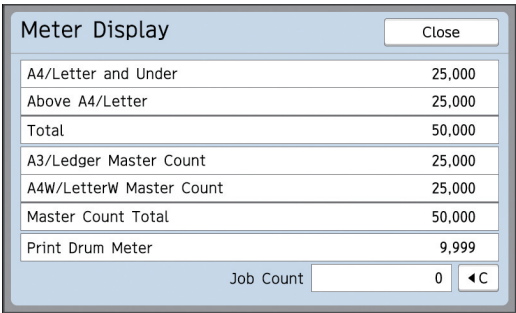 Meter Display Close
A4/Letter and Under 25,000
Above A4/Letter 25,000
Total 50,000
A3/Ledger Master Count 25,000
A4W/LetterW Master Count 25,000
Master Count Total 50,000
Print Drum Meter 9,999
Job Count 0 ◀C